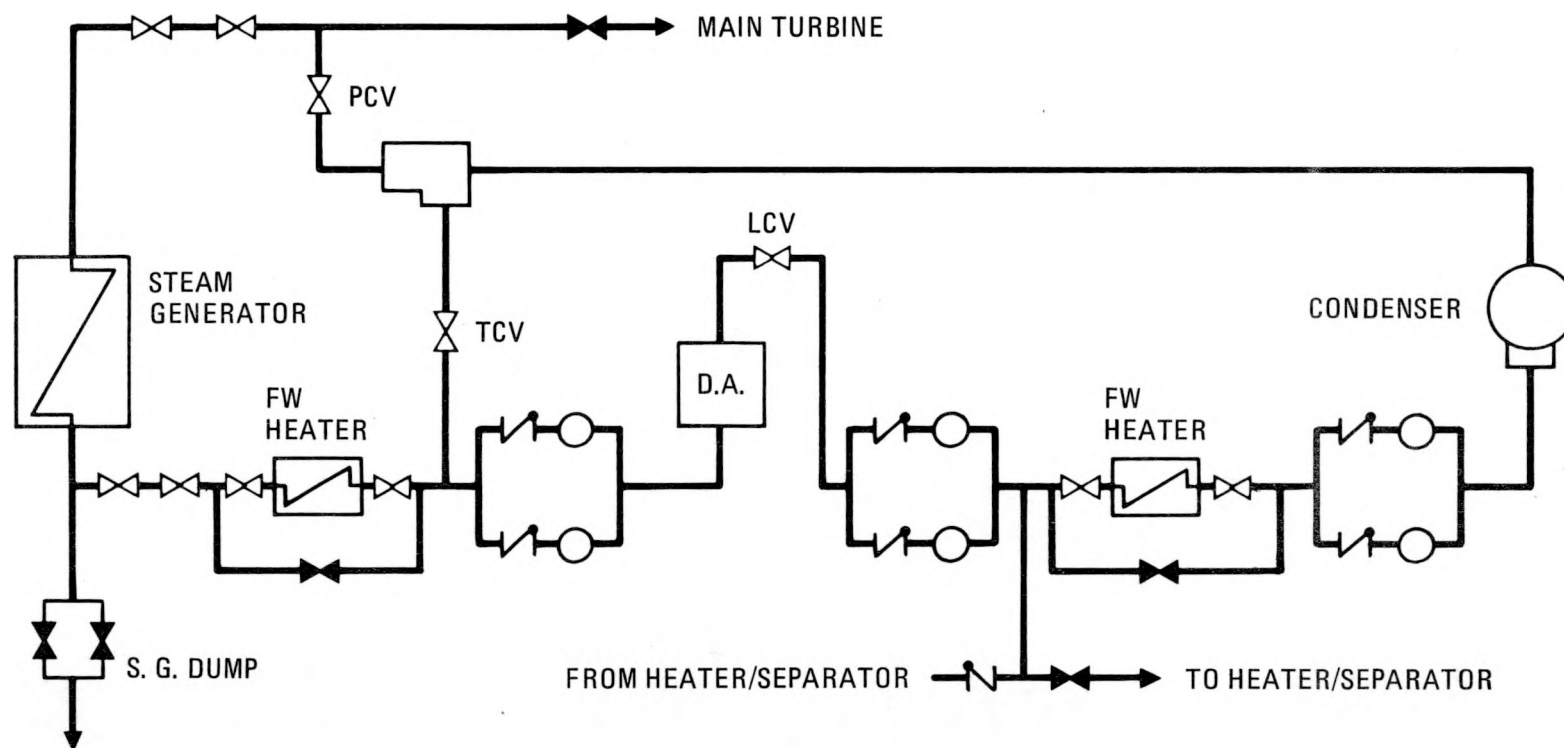 MAIN TURBINE
PCV
LCV
STEAM
GENERATOR
CONDENSER
TCV
D.A.
FW
HEATER
FW
HEATER
S. G. DUMP
FROM HEATER/SEPARATOR
TO HEATER/SEPARATOR